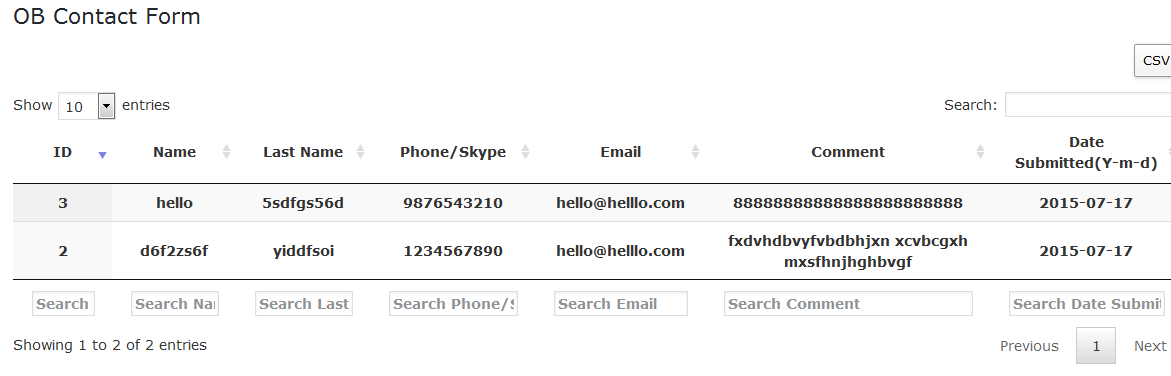 OB Contact Form
CSV
Show 10 entries Search:
ID Name Last Name Phone/Skype Email Comment Date Submitted(Y-m-d)
3 hello 5sdfgs56d 9876543210 hello@helllo.com 88888888888888888888888888 2015-07-17
2 d6f2zs6f yiddfsoi 1234567890 hello@helllo.com fxdvhdbvyfvbdbhjxn xcvbcgxh mxsfhnjhghbvgf 2015-07-17
Search Search Nar Search Last Search Phone/S Search Email Search Comment Search Date Submit
Showing 1 to 2 of 2 entries Previous 1 Next